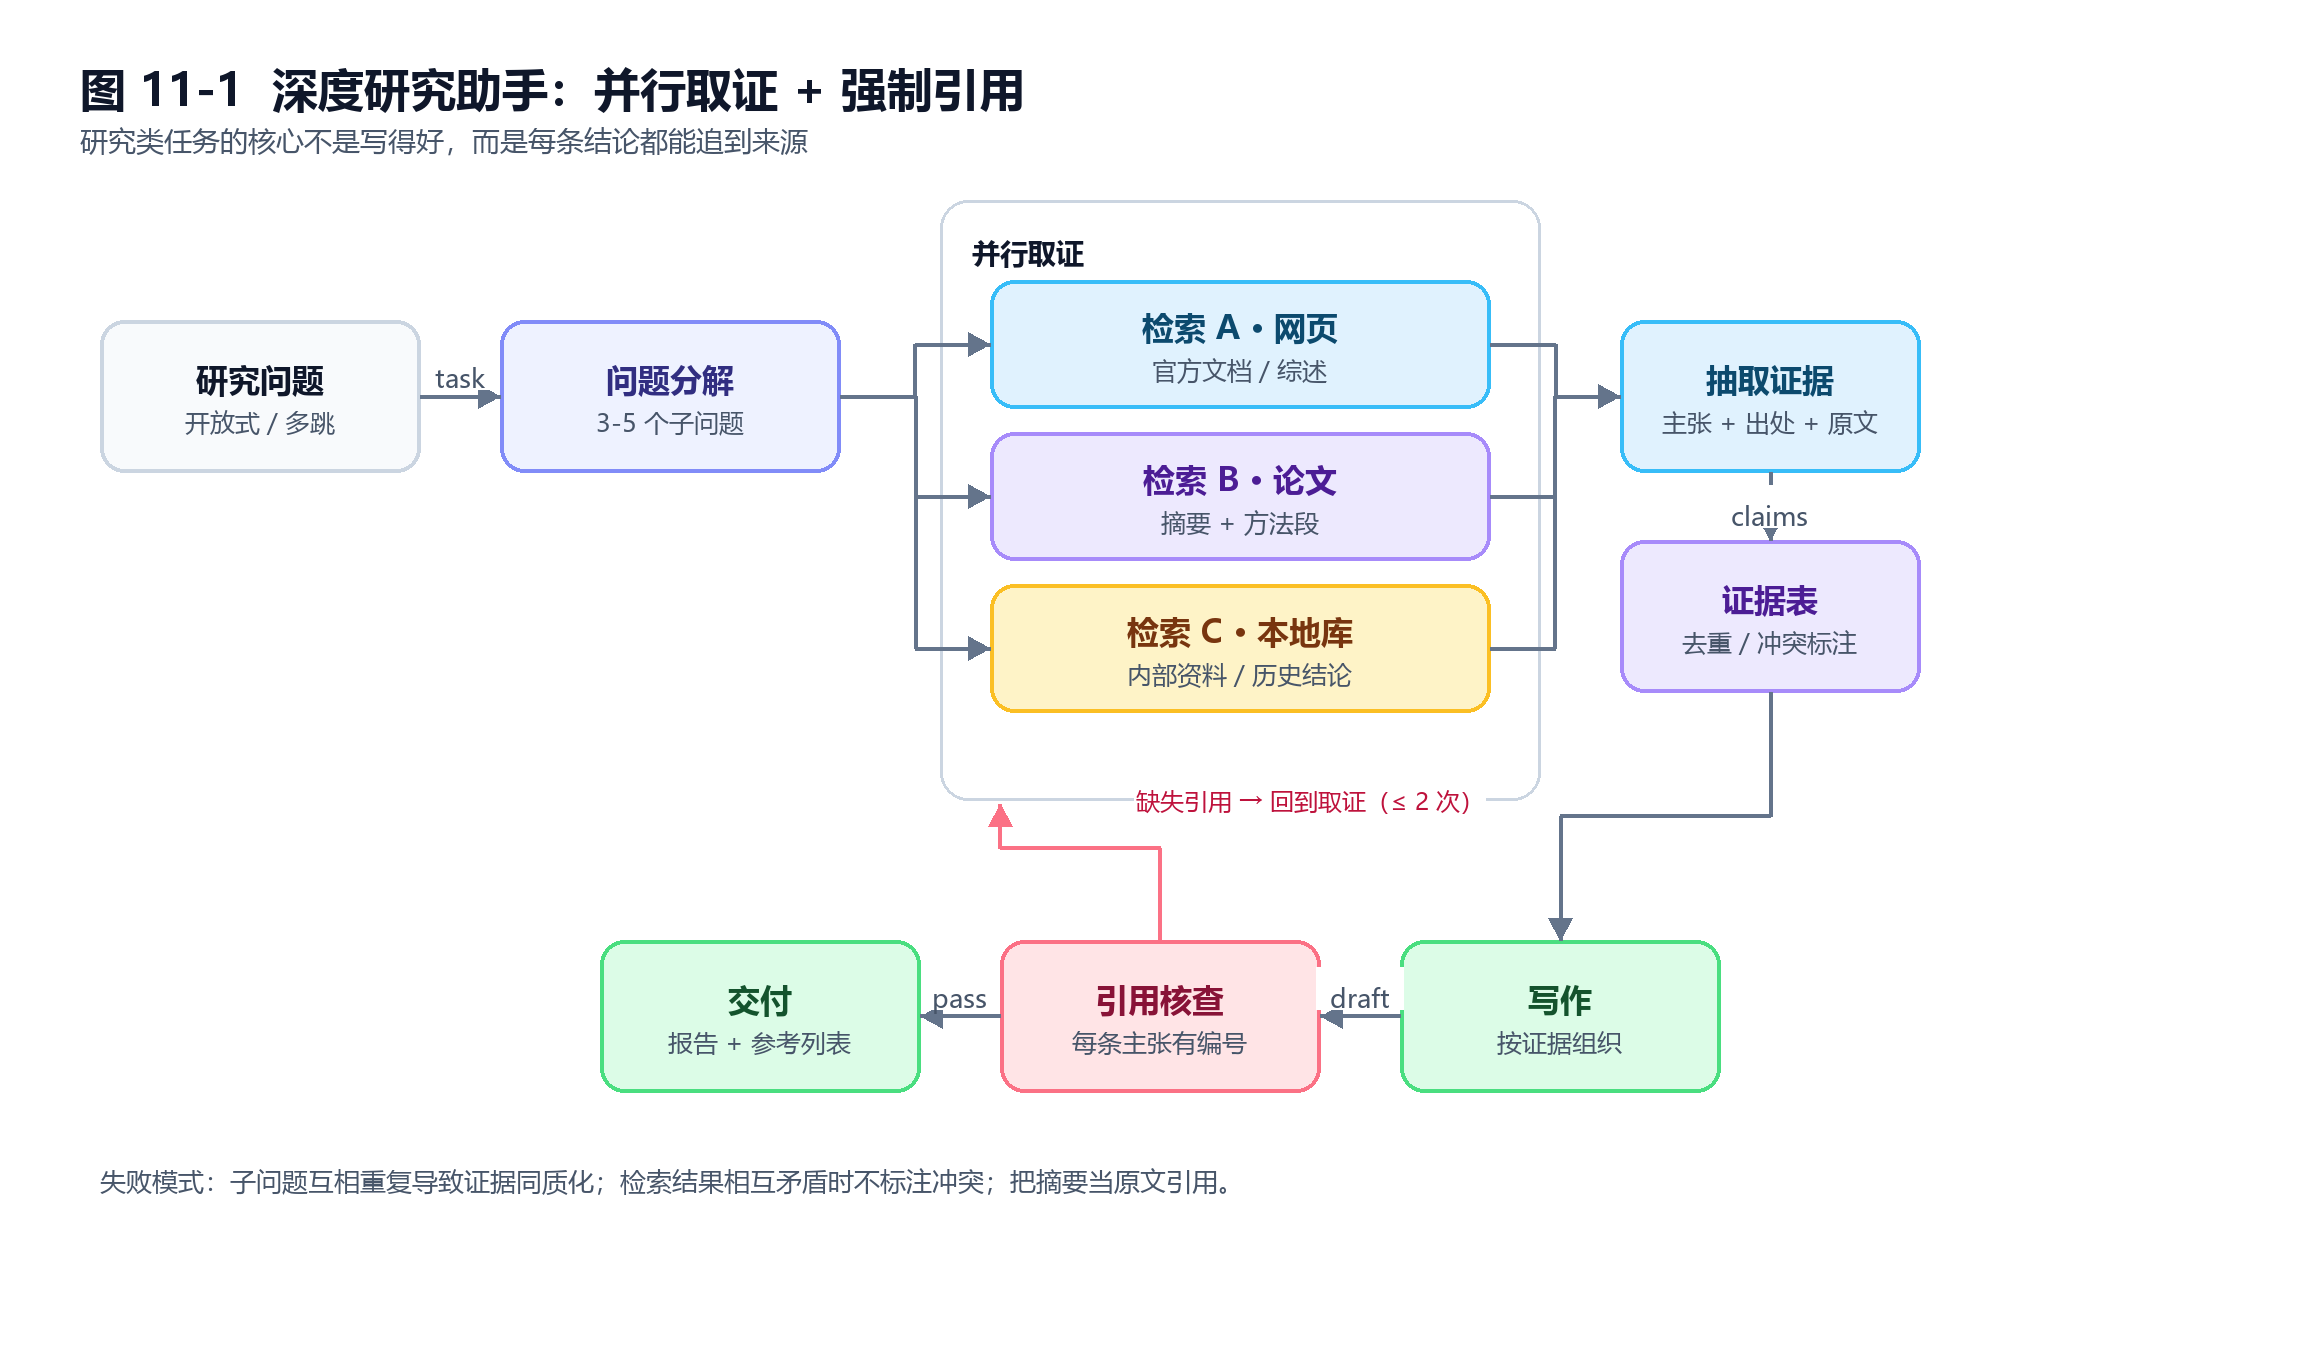 图 11-1 深度研究助手：并行取证 + 强制引用
研究类任务的核心不是写得好，而是每条结论都能追到来源
并行取证
研究问题
开放式 / 多跳
task
问题分解
3-5 个子问题
检索 A · 网页
官方文档 / 综述
检索 B · 论文
摘要 + 方法段
检索 C · 本地库
内部资料 / 历史结论
抽取证据
主张 + 出处 + 原文
claims
证据表
去重 / 冲突标注
缺失引用 → 回到取证（≤ 2 次）
交付
报告 + 参考列表
pass
引用核查
每条主张有编号
draft
写作
按证据组织
失败模式：子问题互相重复导致证据同质化；检索结果相互矛盾时不标注冲突；把摘要当原文引用。